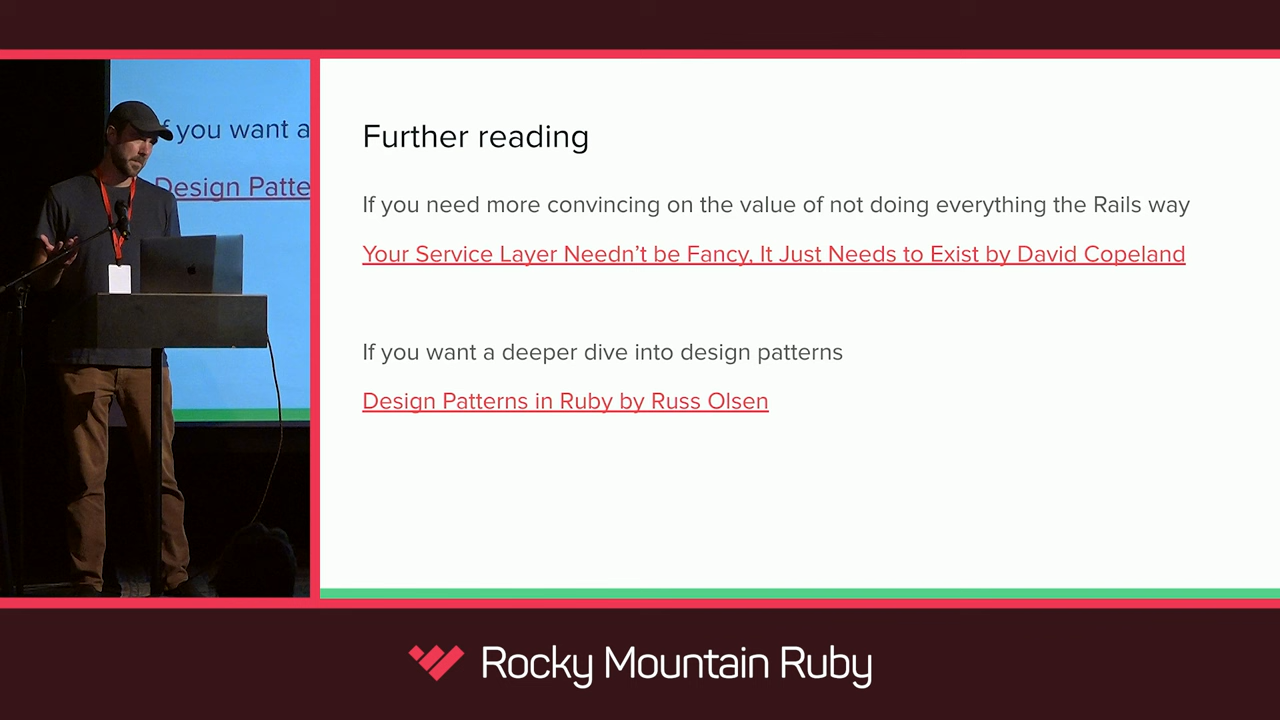 f you want a
Design Patte
Further reading
If you need more convincing on the value of not doing everything the Rails way
Your Service Layer Needn’t be Fancy, It Just Needs to Exist by David Copeland
If you want a deeper dive into design patterns
Design Patterns in Ruby by Russ Olsen
Rocky Mountain Ruby